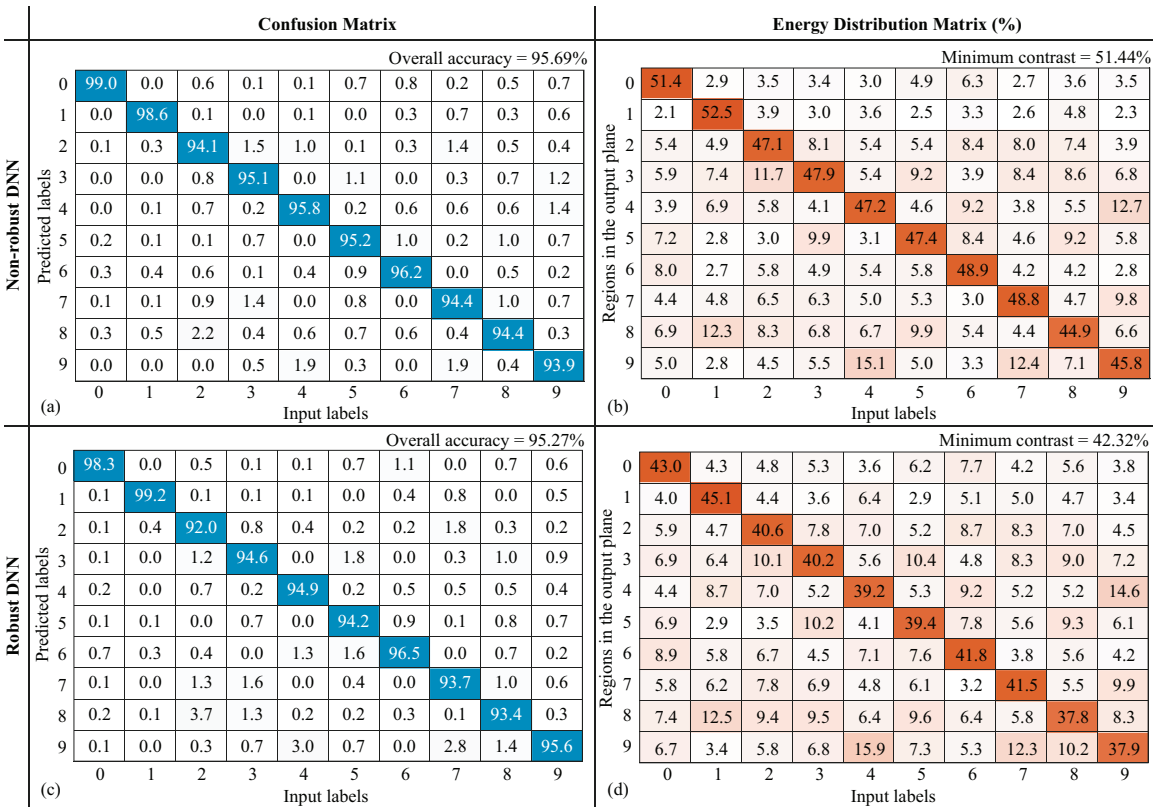 Confusion Matrix
Energy Distribution Matrix (%)
Non-robust DNN
Overall accuracy = 95.69%
Predicted labels
0 99.0 0.0 0.6 0.1 0.1 0.7 0.8 0.2 0.5 0.7
1 0.0 98.6 0.1 0.0 0.1 0.0 0.3 0.7 0.3 0.6
2 0.1 0.3 94.1 1.5 1.0 0.1 0.3 1.4 0.5 0.4
3 0.0 0.0 0.8 95.1 0.0 1.1 0.0 0.3 0.7 1.2
4 0.0 0.1 0.7 0.2 95.8 0.2 0.6 0.6 0.6 1.4
5 0.2 0.1 0.1 0.7 0.0 95.2 1.0 0.2 1.0 0.7
6 0.3 0.4 0.6 0.1 0.4 0.9 96.2 0.0 0.5 0.2
7 0.1 0.1 0.9 1.4 0.0 0.8 0.0 94.4 1.0 0.7
8 0.3 0.5 2.2 0.4 0.6 0.7 0.6 0.4 94.4 0.3
9 0.0 0.0 0.0 0.5 1.9 0.3 0.0 1.9 0.4 93.9
0 1 2 3 4 5 6 7 8 9
(a)
Input labels
Minimum contrast = 51.44%
Regions in the output plane
0 51.4 2.9 3.5 3.4 3.0 4.9 6.3 2.7 3.6 3.5
1 2.1 52.5 3.9 3.0 3.6 2.5 3.3 2.6 4.8 2.3
2 5.4 4.9 47.1 8.1 5.4 5.4 8.4 8.0 7.4 3.9
3 5.9 7.4 11.7 47.9 5.4 9.2 3.9 8.4 8.6 6.8
4 3.9 6.9 5.8 4.1 47.2 4.6 9.2 3.8 5.5 12.7
5 7.2 2.8 3.0 9.9 3.1 47.4 8.4 4.6 9.2 5.8
6 8.0 2.7 5.8 4.9 5.4 5.8 48.9 4.2 4.2 2.8
7 4.4 4.8 6.5 6.3 5.0 5.3 3.0 48.8 4.7 9.8
8 6.9 12.3 8.3 6.8 6.7 9.9 5.4 4.4 44.9 6.6
9 5.0 2.8 4.5 5.5 15.1 5.0 3.3 12.4 7.1 45.8
0 1 2 3 4 5 6 7 8 9
(b)
Input labels
Robust DNN
Overall accuracy = 95.27%
Predicted labels
0 98.3 0.0 0.5 0.1 0.1 0.7 1.1 0.0 0.7 0.6
1 0.1 99.2 0.1 0.1 0.1 0.0 0.4 0.8 0.0 0.5
2 0.1 0.4 92.0 0.8 0.4 0.2 0.2 1.8 0.3 0.2
3 0.1 0.0 1.2 94.6 0.0 1.8 0.0 0.3 1.0 0.9
4 0.2 0.0 0.7 0.2 94.9 0.2 0.5 0.5 0.5 0.4
5 0.1 0.1 0.0 0.7 0.0 94.2 0.9 0.1 0.8 0.7
6 0.7 0.3 0.4 0.0 1.3 1.6 96.5 0.0 0.7 0.2
7 0.1 0.0 1.3 1.6 0.0 0.4 0.0 93.7 1.0 0.6
8 0.2 0.1 3.7 1.3 0.2 0.2 0.3 0.1 93.4 0.3
9 0.1 0.0 0.3 0.7 3.0 0.7 0.0 2.8 1.4 95.6
0 1 2 3 4 5 6 7 8 9
(c)
Input labels
Minimum contrast = 42.32%
Regions in the output plane
0 43.0 4.3 4.8 5.3 3.6 6.2 7.7 4.2 5.6 3.8
1 4.0 45.1 4.4 3.6 6.4 2.9 5.1 5.0 4.7 3.4
2 5.9 4.7 40.6 7.8 7.0 5.2 8.7 8.3 7.0 4.5
3 6.9 6.4 10.1 40.2 5.6 10.4 4.8 8.3 9.0 7.2
4 4.4 8.7 7.0 5.2 39.2 5.3 9.2 5.2 5.2 14.6
5 6.9 2.9 3.5 10.2 4.1 39.4 7.8 5.6 9.3 6.1
6 8.9 5.8 6.7 4.5 7.1 7.6 41.8 3.8 5.6 4.2
7 5.8 6.2 7.8 6.9 4.8 6.1 3.2 41.5 5.5 9.9
8 7.4 12.5 9.4 9.5 6.4 9.6 6.4 5.8 37.8 8.3
9 6.7 3.4 5.8 6.8 15.9 7.3 5.3 12.3 10.2 37.9
0 1 2 3 4 5 6 7 8 9
(d)
Input labels